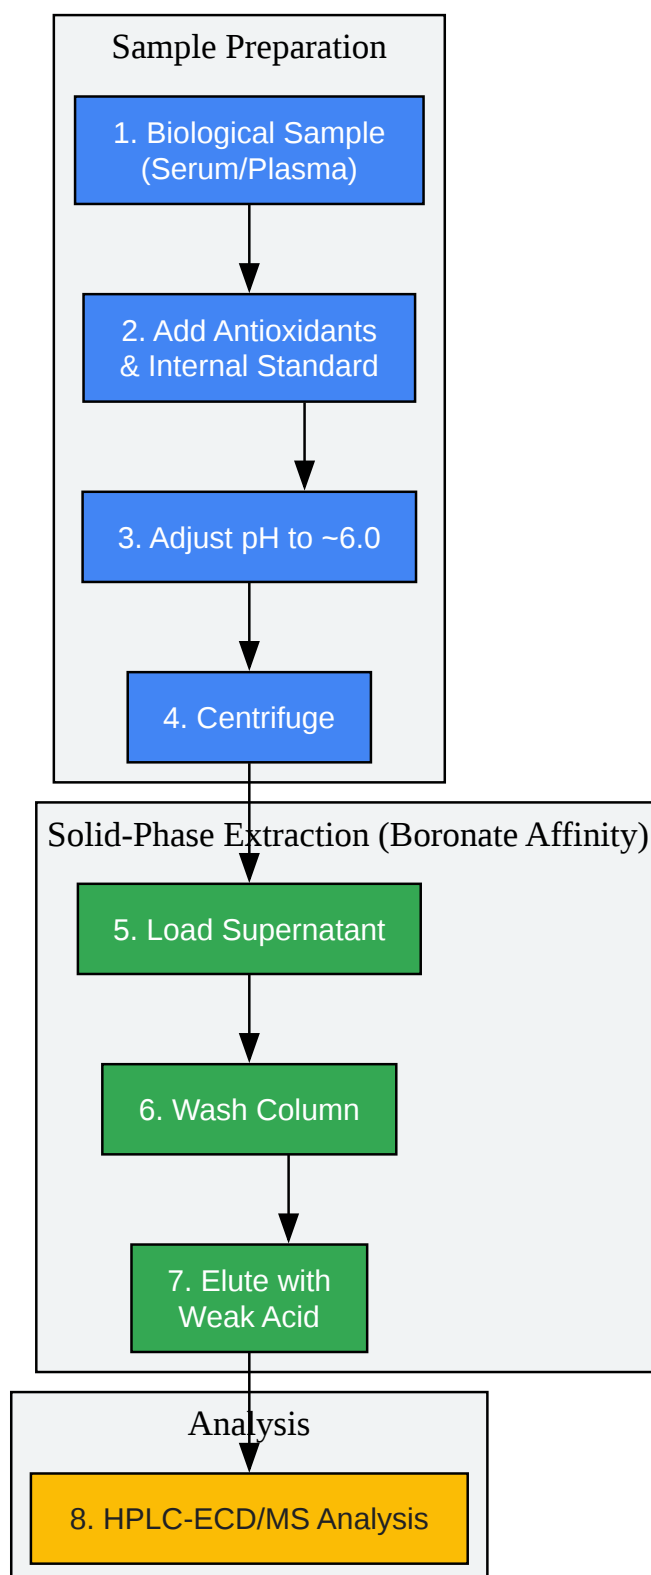 Sample Preparation
1. Biological Sample
(Serum/Plasma)
2. Add Antioxidants
& Internal Standard
3. Adjust pH to ~6.0
4. Centrifuge
Solid-Phase Extraction (Boronate Affinity)
5. Load Supernatant
6. Wash Column
7. Elute with
Weak Acid
Analysis
8. HPLC-ECD/MS Analysis